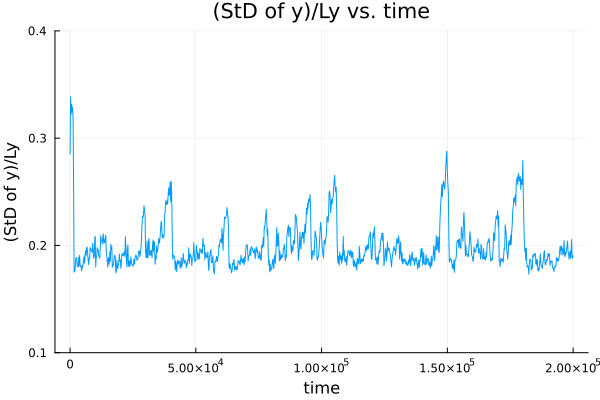 (StD of y)/Ly vs. time
(StD of y)/Ly
0.4
0.3
0.2
0.1
0 5.00×10⁴ 1.00×10⁵ 1.50×10⁵ 2.00×10⁵
time